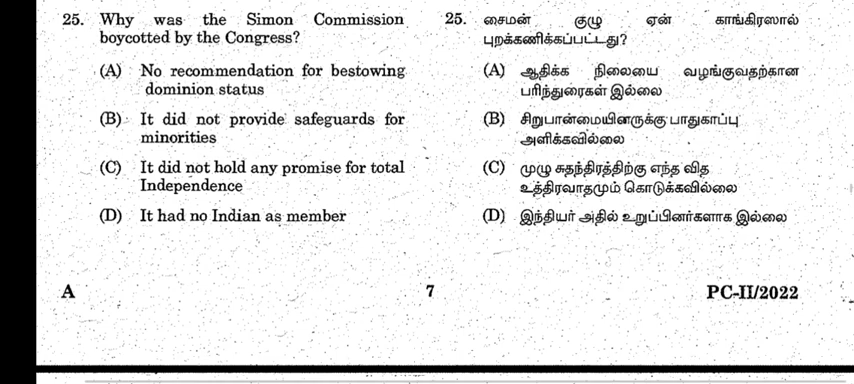 25. Why was the Simon Commission
boycotted by the Congress?
(A) No recommendation for bestowing
dominion status
(B) It did not provide safeguards for
minorities
(C) It did not hold any promise for total
Independence
(D) It had no Indian as member
25. சைமன் குழு ஏன் காங்கிரஸால்
புறக்கணிக்கப்பட்டது?
(A) ஆதிக்க நிலையை வழங்குவதற்கான
பரிந்துரைகள் இல்லை
(B) சிறுபான்மையினருக்கு பாதுகாப்பு
அளிக்கவில்லை
(C) முழு சுதந்திரத்திற்கு எந்த வித
உத்திரவாதமும் கொடுக்கவில்லை
(D) இந்தியர் அதில் உறுப்பினர்களாக இல்லை
A 7 PC-II/2022